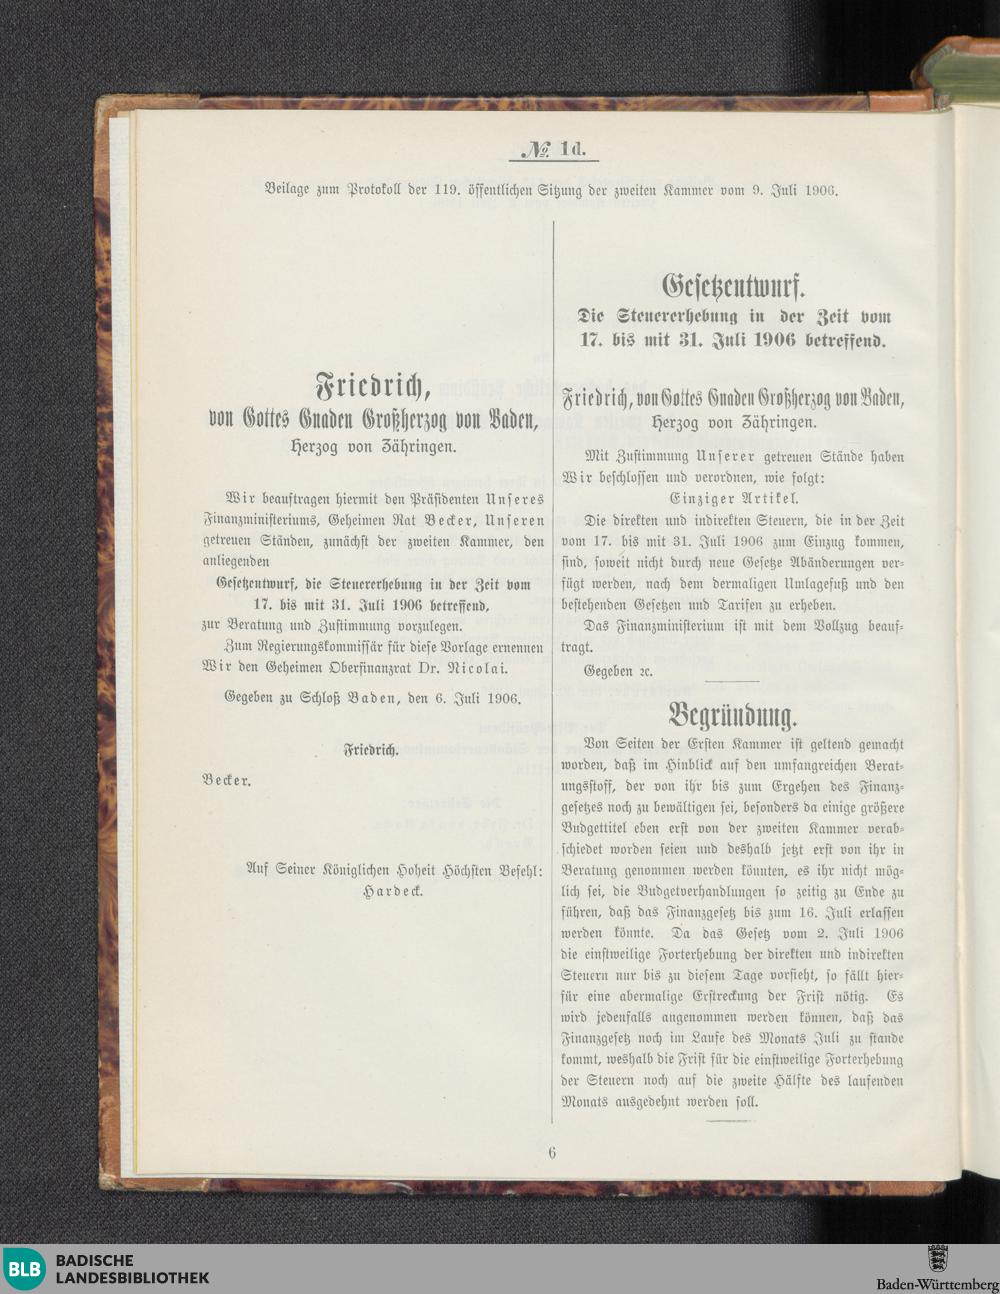 №. 1d.
Beilage zum Protokoll der 119. öffentlichen Sitzung der zweiten Kammer vom 9. Juli 1906.
Friedrich,
von Gottes Gnaden Großherzog von Baden,
Herzog von Zähringen.
Wir beauftragen hiermit den Präsidenten Unseres
Finanzministeriums, Geheimen Rat Becker, Unseren
getreuen Ständen, zunächst der zweiten Kammer, den
anliegenden
Gesetzentwurf, die Steuererhebung in der Zeit vom
17. bis mit 31. Juli 1906 betreffend,
zur Beratung und Zustimmung vorzulegen.
Zum Regierungskommissär für diese Vorlage ernennen
Wir den Geheimen Oberfinanzrat Dr. Nicolai.
Gegeben zu Schloß Baden, den 6. Juli 1906.
Friedrich.
Becker.
Auf Seiner Königlichen Hoheit Höchsten Befehl:
Hardeck.
Gesetzentwurf.
Die Steuererhebung in der Zeit vom
17. bis mit 31. Juli 1906 betreffend.
Friedrich, von Gottes Gnaden Großherzog von Baden,
Herzog von Zähringen.
Mit Zustimmung Unserer getreuen Stände haben
Wir beschlossen und verordnen, wie folgt:
Einziger Artikel.
Die direkten und indirekten Steuern, die in der Zeit
vom 17. bis mit 31. Juli 1906 zum Einzug kommen,
sind, soweit nicht durch neue Gesetze Abänderungen ver-
fügt werden, nach dem dermaligen Umlagefuß und den
bestehenden Gesetzen und Tarifen zu erheben.
Das Finanzministerium ist mit dem Vollzug beauf-
tragt.
Gegeben ꝛc.
Begründung.
Von Seiten der Ersten Kammer ist geltend gemacht
worden, daß im Hinblick auf den umfangreichen Berat-
ungsstoff, der von ihr bis zum Ergehen des Finanz-
gesetzes noch zu bewältigen sei, besonders da einige größere
Budgettitel eben erst von der zweiten Kammer verab-
schiedet worden seien und deshalb jetzt erst von ihr in
Beratung genommen werden könnten, es ihr nicht mög-
lich sei, die Budgetverhandlungen so zeitig zu Ende zu
führen, daß das Finanzgesetz bis zum 16. Juli erlassen
werden könnte. Da das Gesetz vom 2. Juli 1906
die einstweilige Forterhebung der direkten und indirekten
Steuern nur bis zu diesem Tage vorsieht, so fällt hier-
für eine abermalige Erstreckung der Frist nötig. Es
wird jedenfalls angenommen werden können, daß das
Finanzgesetz noch im Laufe des Monats Juli zu stande
kommt, weshalb die Frist für die einstweilige Forterhebung
der Steuern noch auf die zweite Hälfte des laufenden
Monats ausgedehnt werden soll.
6
BLB BADISCHE
LANDESBIBLIOTHEK
Baden-Württemberg